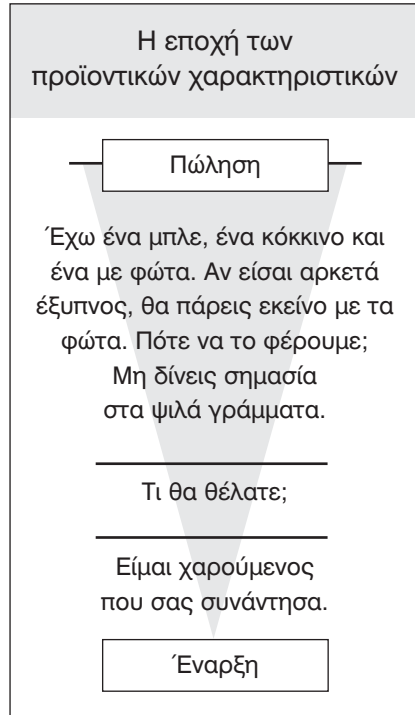 Η εποχή των
προϊοντικών χαρακτηριστικών
Πώληση
Έχω ένα μπλε, ένα κόκκινο και
ένα με φώτα. Αν είσαι αρκετά
έξυπνος, θα πάρεις εκείνο με τα
φώτα. Πότε να το φέρουμε;
Μη δίνεις σημασία
στα ψιλά γράμματα.
Τι θα θέλατε;
Είμαι χαρούμενος
που σας συνάντησα.
Έναρξη